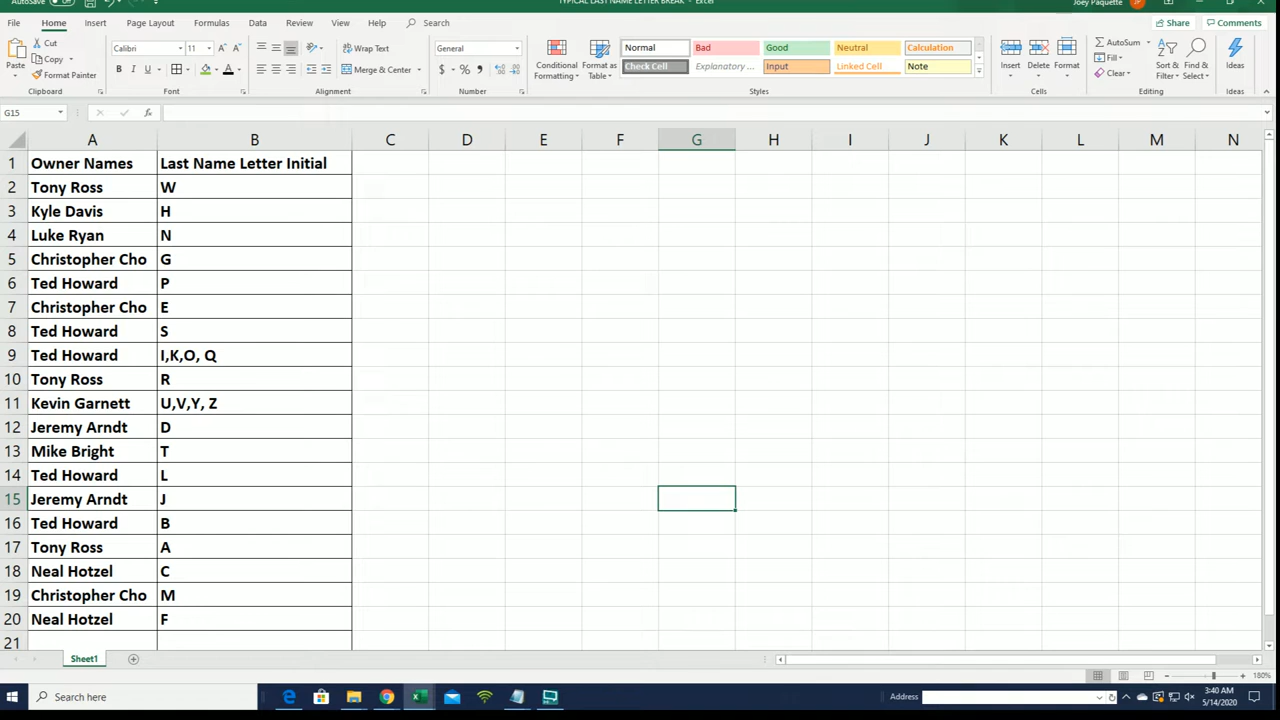 AutoSave Off TYPICAL LAST NAME LETTER BREAK - Excel Joey Paquette JP
File Home Insert Page Layout Formulas Data Review View Help Search Share Comments
Paste Cut Copy Format Painter
Clipboard
Calibri 11 A A
B I U A
Font
Wrap Text
Merge & Center
Alignment
General
$ % ,
Number
Conditional Formatting Format as Table
Normal Bad Good Neutral Calculation
Check Cell Explanatory ... Input Linked Cell Note
Styles
Insert Delete Format
Cells
AutoSum
Fill
Clear
Sort & Filter Find & Select
Editing
Ideas
Ideas
G15 fx
A B C D E F G H I J K L M N
1 Owner Names Last Name Letter Initial
2 Tony Ross W
3 Kyle Davis H
4 Luke Ryan N
5 Christopher Cho G
6 Ted Howard P
7 Christopher Cho E
8 Ted Howard S
9 Ted Howard I,K,O, Q
10 Tony Ross R
11 Kevin Garnett U,V,Y, Z
12 Jeremy Arndt D
13 Mike Bright T
14 Ted Howard L
15 Jeremy Arndt J
16 Ted Howard B
17 Tony Ross A
18 Neal Hotzel C
19 Christopher Cho M
20 Neal Hotzel F
21
Sheet1
180%
Search here
Address
3:40 AM
5/14/2020